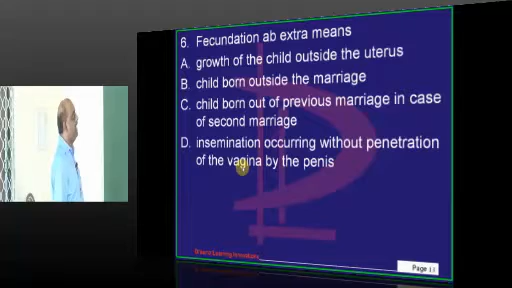 6. Fecundation ab extra means
A. growth of the child outside the uterus
B. child born outside the marriage
C. child born out of previous marriage in case
of second marriage
D. insemination occurring without penetration
of the vagina by the penis
Page 11